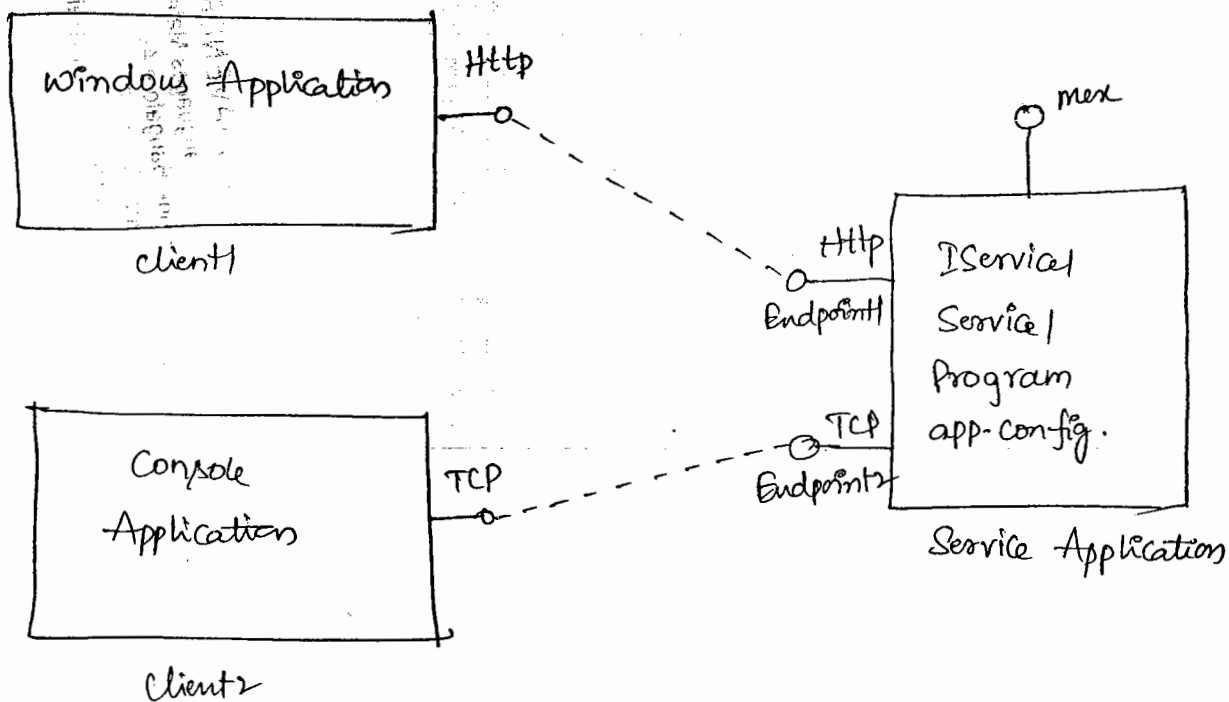 Windows Application
Http
client1
mex
Http
Endpoint1
IService1
Service1
Program
app.config.
TCP
Endpoint2
Service Application
Console
Application
TCP
Client2